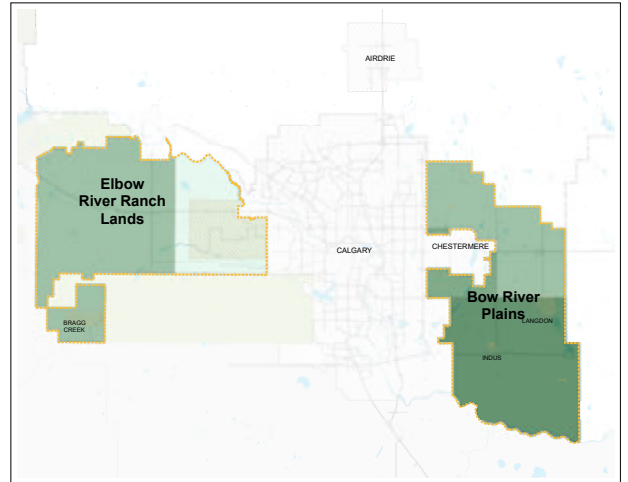 AIRDRIE
Elbow
River Ranch
Lands
CALGARY
CHESTERMERE
Bow River
Plains
LANGDON
BRAGG
CREEK
INDUS